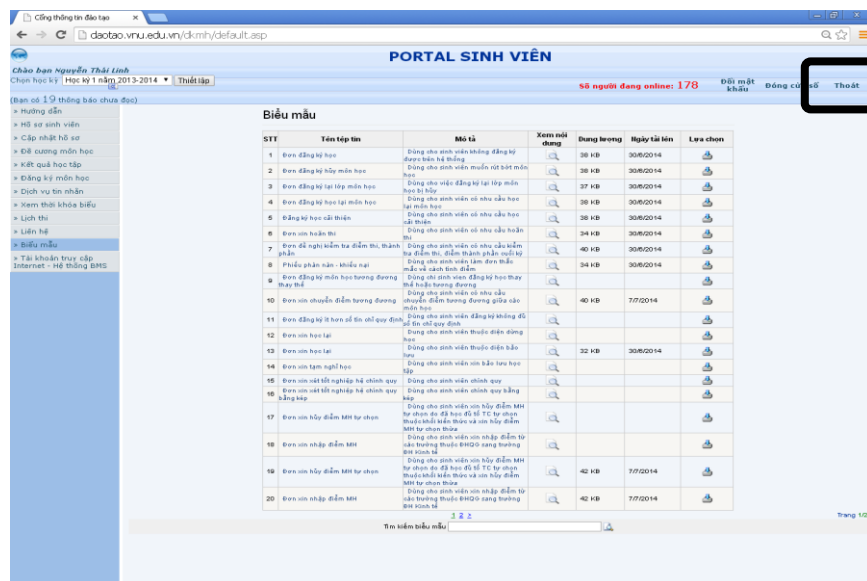 Cổng thông tin đào tạo
daotao.vnu.edu.vn/dkmh/default.asp
PORTAL SINH VIÊN
Chào bạn Nguyễn Thái Linh
Chọn học kỳ Học kỳ 1 năm 2013-2014 Thiết lập
Số người đang online: 178
Đổi mật khẩu
Đóng cửa sổ
Thoát
(Bạn có 19 thông báo chưa đọc)
» Hướng dẫn
» Hồ sơ sinh viên
» Cập nhật hồ sơ
» Đề cương môn học
» Kết quả học tập
» Đăng ký môn học
» Dịch vụ tin nhắn
» Xem thời khóa biểu
» Lịch thi
» Liên hệ
» Biểu mẫu
» Tài khoản truy cập
Internet - Hệ thống BMS
Biểu mẫu
STT Tên tệp tin Mô tả Xem nội dung Dung lượng Ngày tải lên Lựa chọn
1 Đơn đăng ký học Dùng cho sinh viên không đăng ký được trên hệ thống 38 KB 30/6/2014
2 Đơn đăng ký hủy môn học Dùng cho sinh viên muốn rút bớt môn học 38 KB 30/6/2014
3 Đơn đăng ký lại lớp môn học Dùng cho việc đăng ký lại lớp môn học bị hủy 37 KB 30/6/2014
4 Đơn đăng ký học lại môn học Dùng cho sinh viên có nhu cầu học lại môn học 38 KB 30/6/2014
5 Đăng ký học cải thiện Dùng cho sinh viên có nhu cầu học cải thiện 38 KB 30/6/2014
6 Đơn xin hoãn thi Dùng cho sinh viên có nhu cầu hoãn thi 34 KB 30/6/2014
7 Đơn đề nghị kiểm tra điểm thi, thành phần Dùng cho sinh viên có nhu cầu kiểm tra điểm thi, điểm thành phần cuối kỳ 40 KB 30/6/2014
8 Phiếu phàn nàn - khiếu nại Dùng cho sinh viên làm đơn thắc mắc về cách tính điểm 34 KB 30/6/2014
9 Đơn đăng ký môn học tương đương thay thế Dùng chi sinh vien đăng ký học thay thế hoặc tương đương
10 Đơn xin chuyển điểm tương đương Dùng cho sinh viên có nhu cầu chuyển điểm tương đương giữa các môn học 40 KB 7/7/2014
11 Đơn đăng ký ít hơn số tín chỉ quy định Dùng cho sinh viên đăng ký không đủ số tín chỉ quy định
12 Đơn xin học lại Dung cho sinh viên thuộc diện dừng học
13 Đơn xin học lại Dùng cho sinh viên thuộc diện bảo lưu 32 KB 30/6/2014
14 Đơn xin tạm nghỉ học Dùng cho sinh viên xin bảo lưu học tập
15 Đơn xin xét tốt nghiệp hệ chính quy Dùng cho sinh viên chính quy
16 Đơn xin xét tốt nghiệp hệ chính quy bằng kép Dùng cho sinh viên chính quy bằng kép
17 Đơn xin hủy điểm MH tự chọn Dùng cho sinh viên xin hủy điểm MH tự chọn do đã học đủ tổ TC tự chọn thuộc khối kiến thức và xin hủy điểm MH tự chọn thừa
18 Đơn xin nhập điểm MH Dùng cho sinh viên xin nhập điểm từ các trường thuộc ĐHQG sang trường ĐH Kinh tế
19 Đơn xin hủy điểm MH tự chọn Dùng cho sinh viên xin hủy điểm MH tự chọn do đã học đủ tổ TC tự chọn thuộc khối kiến thức và xin hủy điểm MH tự chọn thừa 42 KB 7/7/2014
20 Đơn xin nhập điểm MH Dùng cho sinh viên xin nhập điểm từ các trường thuộc ĐHQG sang trường ĐH Kinh tế 42 KB 7/7/2014
1 2 >
Trang 1/2
Tìm kiếm biểu mẫu